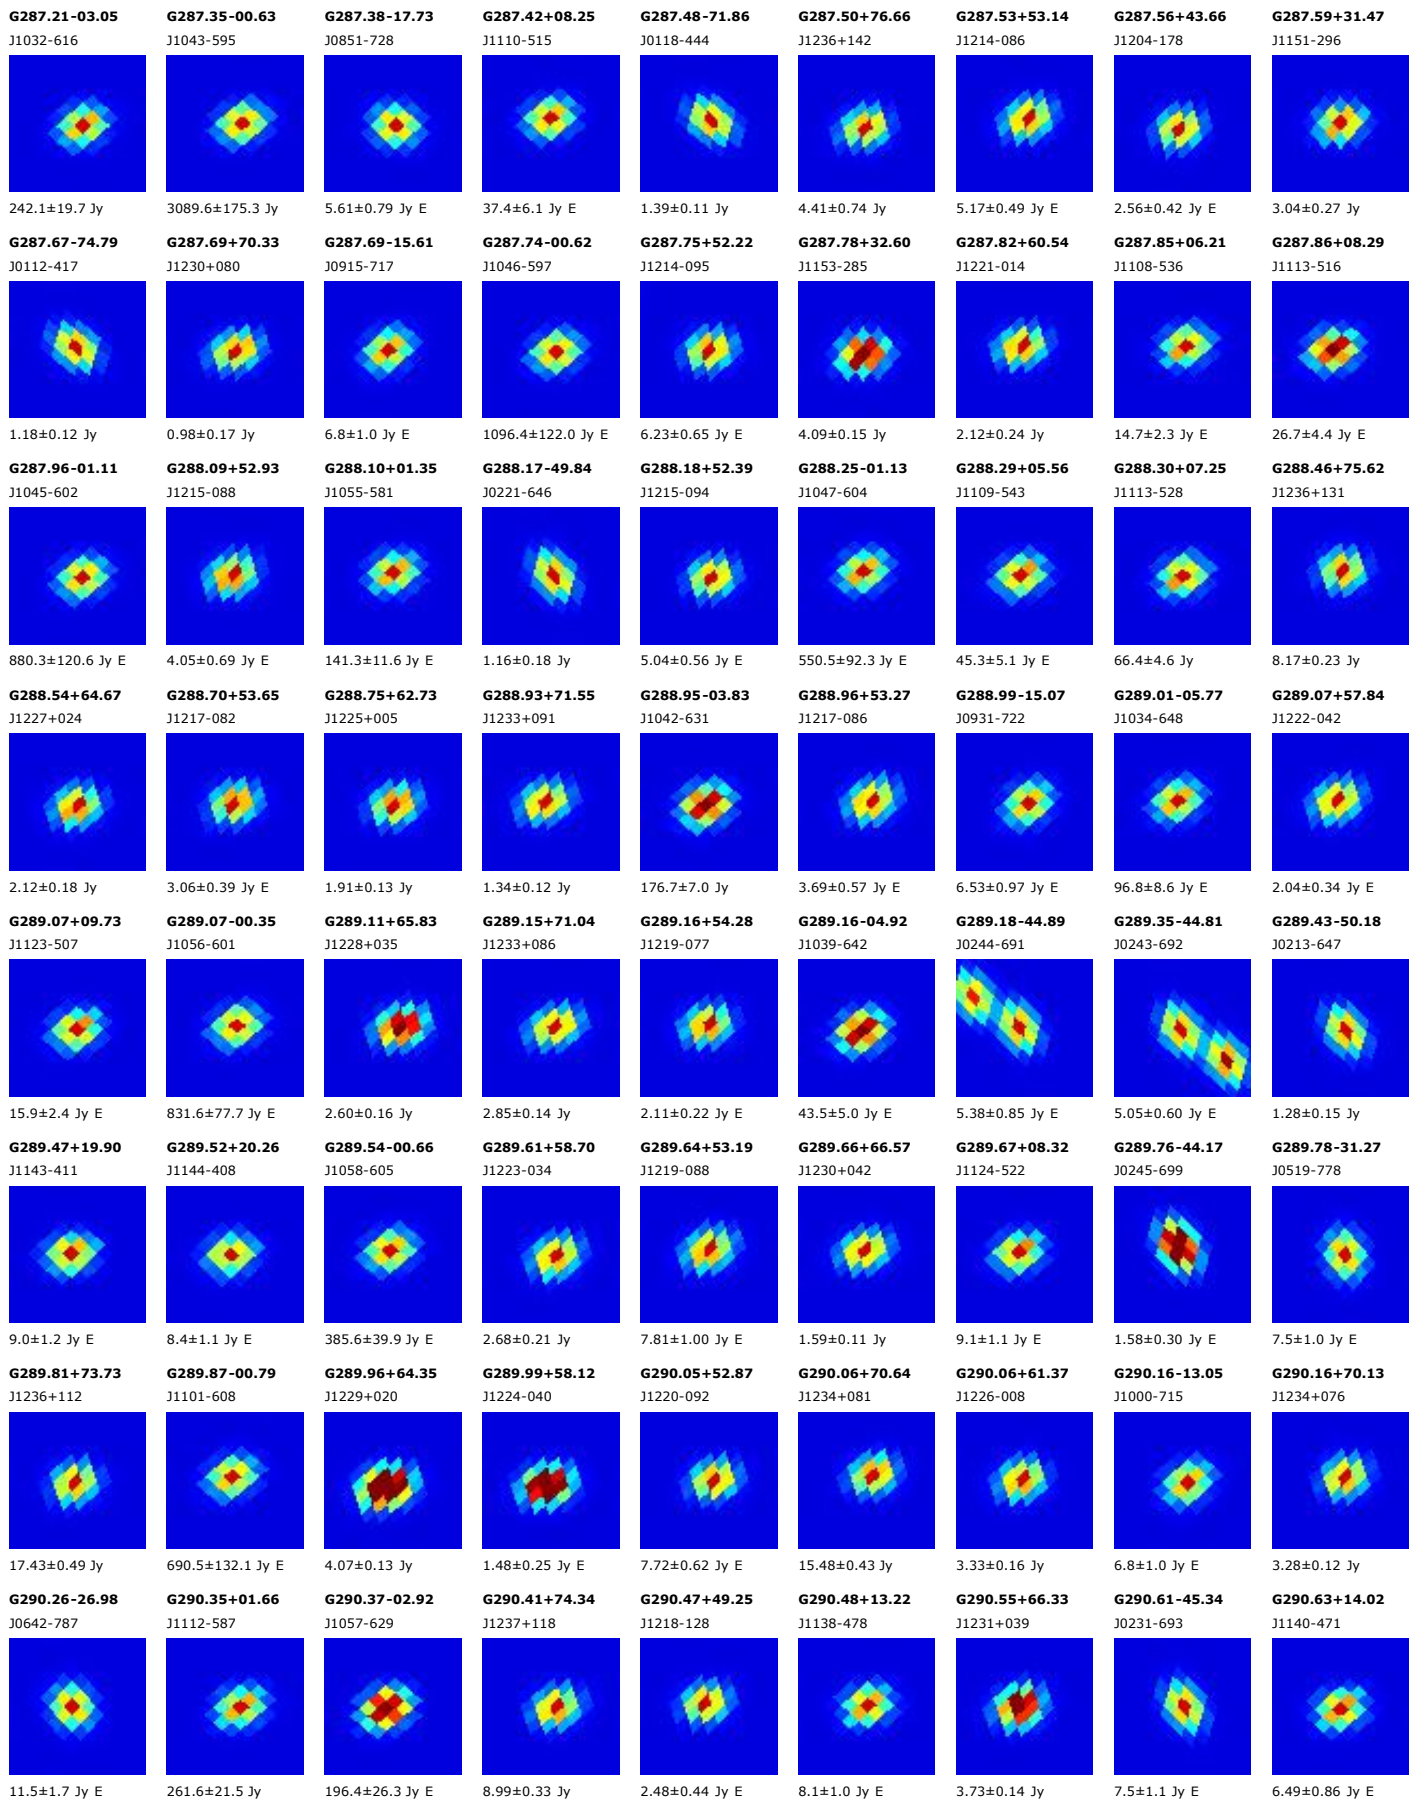 G287.21-03.05 G287.35-00.63 G287.38-17.73 G287.42+08.25 G287.48-71.86 G287.50+76.66 G287.53+53.14 G287.56+43.66 G287.59+31.47
J1032-616 J1043-595 J0851-728 J1110-515 J0118-444 J1236+142 J1214-086 J1204-178 J1151-296
242.1±19.7 Jy 3089.6±175.3 Jy 5.61±0.79 Jy E 37.4±6.1 Jy E 1.39±0.11 Jy 4.41±0.74 Jy 5.17±0.49 Jy E 2.56±0.42 Jy E 3.04±0.27 Jy
G287.67-74.79 G287.69+70.33 G287.69-15.61 G287.74-00.62 G287.75+52.22 G287.78+32.60 G287.82+60.54 G287.85+06.21 G287.86+08.29
J0112-417 J1230+080 J0915-717 J1046-597 J1214-095 J1153-285 J1221-014 J1108-536 J1113-516
1.18±0.12 Jy 0.98±0.17 Jy 6.8±1.0 Jy E 1096.4±122.0 Jy E 6.23±0.65 Jy E 4.09±0.15 Jy 2.12±0.24 Jy 14.7±2.3 Jy E 26.7±4.4 Jy E
G287.96-01.11 G288.09+52.93 G288.10+01.35 G288.17-49.84 G288.18+52.39 G288.25-01.13 G288.29+05.56 G288.30+07.25 G288.46+75.62
J1045-602 J1215-088 J1055-581 J0221-646 J1215-094 J1047-604 J1109-543 J1113-528 J1236+131
880.3±120.6 Jy E 4.05±0.69 Jy E 141.3±11.6 Jy E 1.16±0.18 Jy 5.04±0.56 Jy E 550.5±92.3 Jy E 45.3±5.1 Jy E 66.4±4.6 Jy 8.17±0.23 Jy
G288.54+64.67 G288.70+53.65 G288.75+62.73 G288.93+71.55 G288.95-03.83 G288.96+53.27 G288.99-15.07 G289.01-05.77 G289.07+57.84
J1227+024 J1217-082 J1225+005 J1233+091 J1042-631 J1217-086 J0931-722 J1034-648 J1222-042
2.12±0.18 Jy 3.06±0.39 Jy E 1.91±0.13 Jy 1.34±0.12 Jy 176.7±7.0 Jy 3.69±0.57 Jy E 6.53±0.97 Jy E 96.8±8.6 Jy E 2.04±0.34 Jy E
G289.07+09.73 G289.07-00.35 G289.11+65.83 G289.15+71.04 G289.16+54.28 G289.16-04.92 G289.18-44.89 G289.35-44.81 G289.43-50.18
J1123-507 J1056-601 J1228+035 J1233+086 J1219-077 J1039-642 J0244-691 J0243-692 J0213-647
15.9±2.4 Jy E 831.6±77.7 Jy E 2.60±0.16 Jy 2.85±0.14 Jy 2.11±0.22 Jy E 43.5±5.0 Jy E 5.38±0.85 Jy E 5.05±0.60 Jy E 1.28±0.15 Jy
G289.47+19.90 G289.52+20.26 G289.54-00.66 G289.61+58.70 G289.64+53.19 G289.66+66.57 G289.67+08.32 G289.76-44.17 G289.78-31.27
J1143-411 J1144-408 J1058-605 J1223-034 J1219-088 J1230+042 J1124-522 J0245-699 J0519-778
9.0±1.2 Jy E 8.4±1.1 Jy E 385.6±39.9 Jy E 2.68±0.21 Jy 7.81±1.00 Jy E 1.59±0.11 Jy 9.1±1.1 Jy E 1.58±0.30 Jy E 7.5±1.0 Jy E
G289.81+73.73 G289.87-00.79 G289.96+64.35 G289.99+58.12 G290.05+52.87 G290.06+70.64 G290.06+61.37 G290.16-13.05 G290.16+70.13
J1236+112 J1101-608 J1229+020 J1224-040 J1220-092 J1234+081 J1226-008 J1000-715 J1234+076
17.43±0.49 Jy 690.5±132.1 Jy E 4.07±0.13 Jy 1.48±0.25 Jy E 7.72±0.62 Jy E 15.48±0.43 Jy 3.33±0.16 Jy 6.8±1.0 Jy E 3.28±0.12 Jy
G290.26-26.98 G290.35+01.66 G290.37-02.92 G290.41+74.34 G290.47+49.25 G290.48+13.22 G290.55+66.33 G290.61-45.34 G290.63+14.02
J0642-787 J1112-587 J1057-629 J1237+118 J1218-128 J1138-478 J1231+039 J0231-693 J1140-471
11.5±1.7 Jy E 261.6±21.5 Jy 196.4±26.3 Jy E 8.99±0.33 Jy 2.48±0.44 Jy E 8.1±1.0 Jy E 3.73±0.14 Jy 7.5±1.1 Jy E 6.49±0.86 Jy E